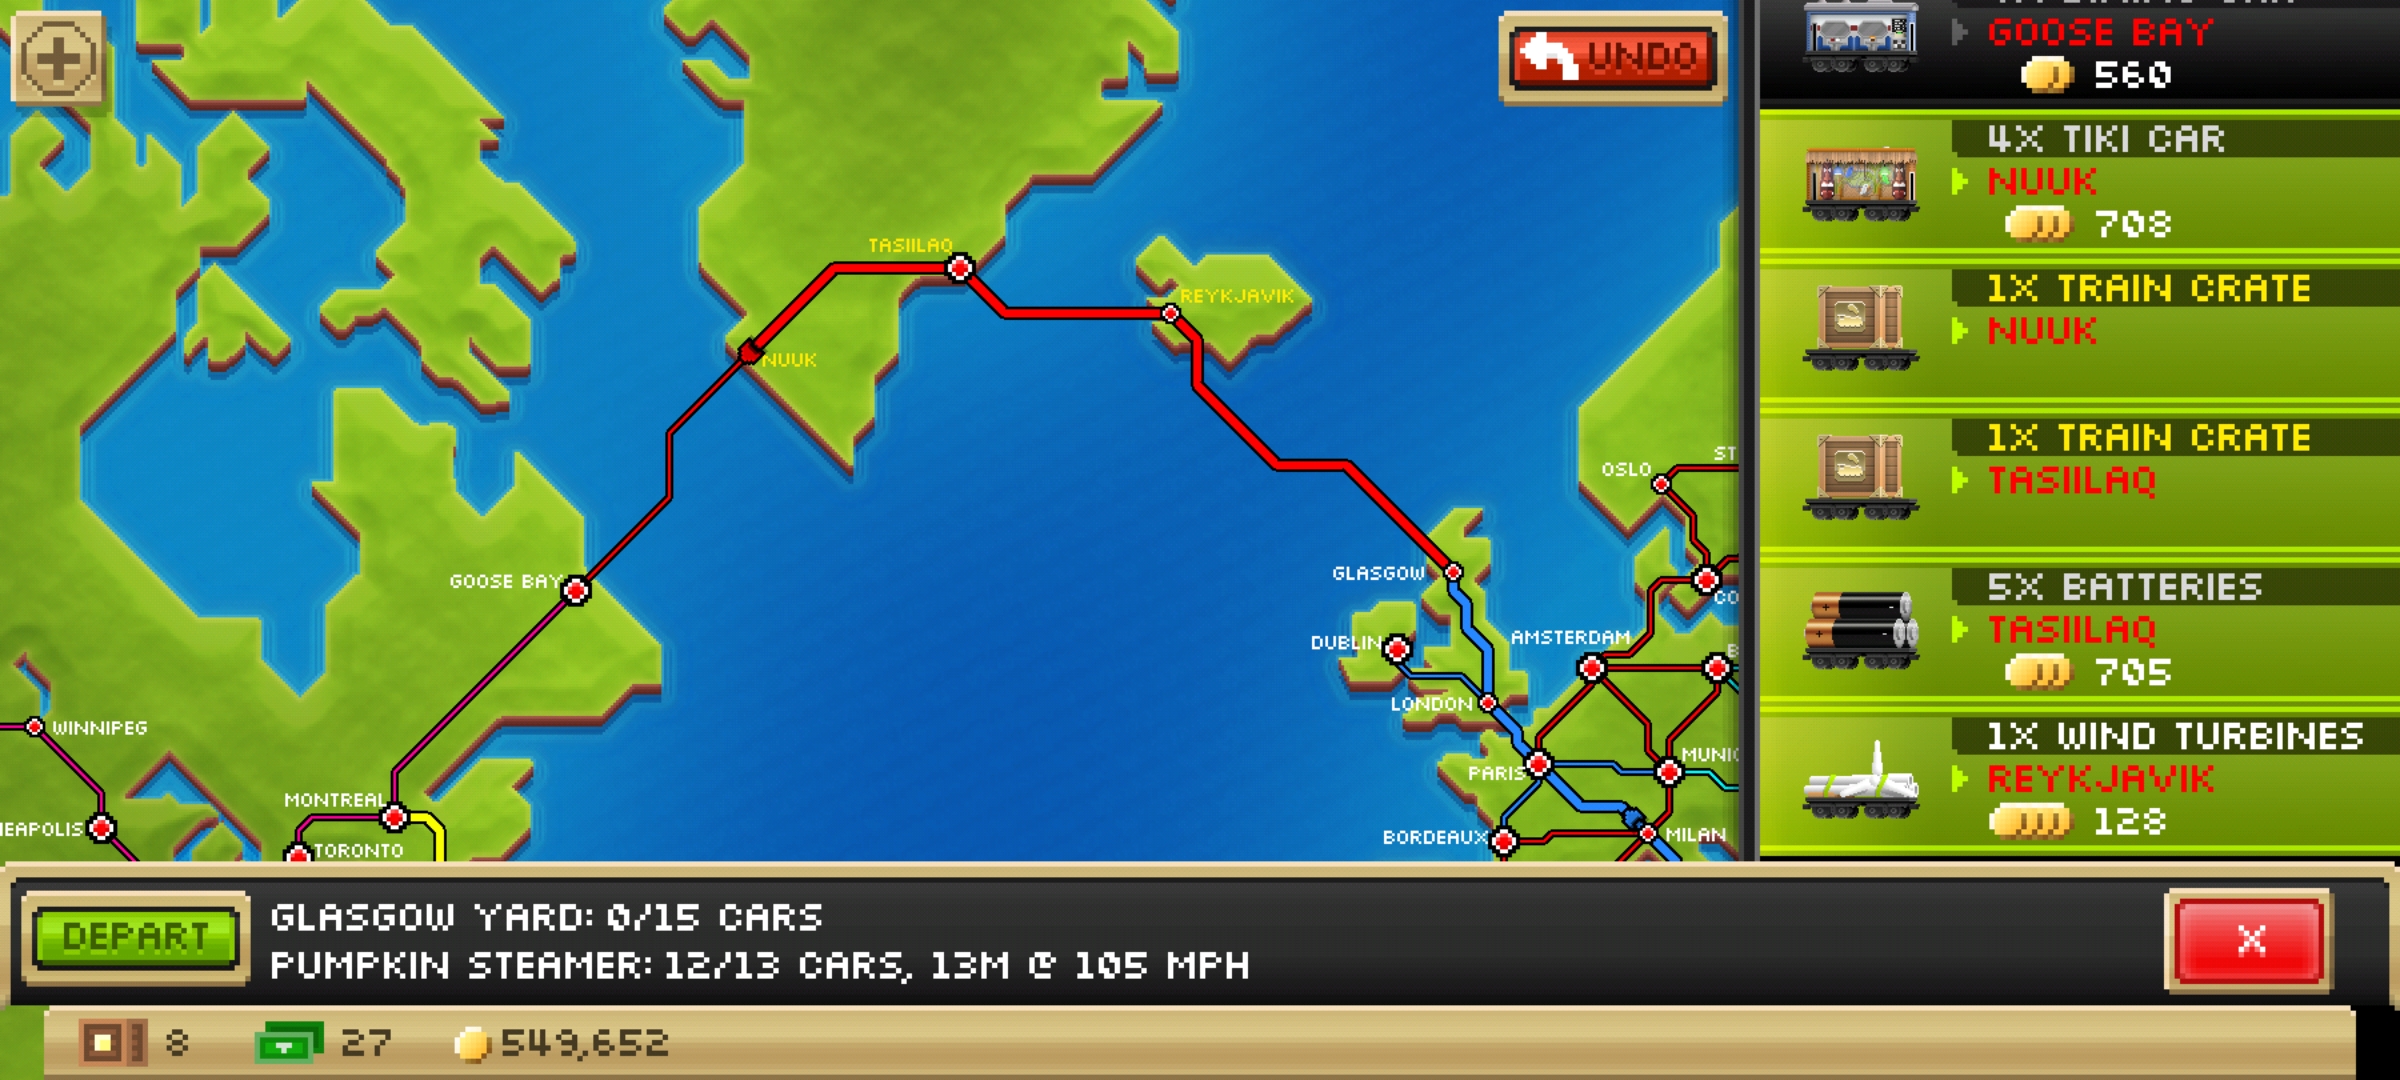 UNDO
GOOSE BAY
560
4X TIKI CAR
NUUK
708
1X TRAIN CRATE
NUUK
1X TRAIN CRATE
TASIILAQ
5X BATTERIES
TASIILAQ
705
1X WIND TURBINES
REYKJAVIK
128
TASIILAQ
REYKJAVIK
NUUK
OSLO
ST
GLASGOW
GOOSE BAY
CO
DUBLIN
AMSTERDAM
B
LONDON
WINNIPEG
MUNIC
PARIS
MONTREAL
EAPOLIS
BORDEAUX
MILAN
TORONTO
DEPART
GLASGOW YARD: 0/15 CARS
PUMPKIN STEAMER: 12/13 CARS, 13M @ 105 MPH
X
8
27
549,652